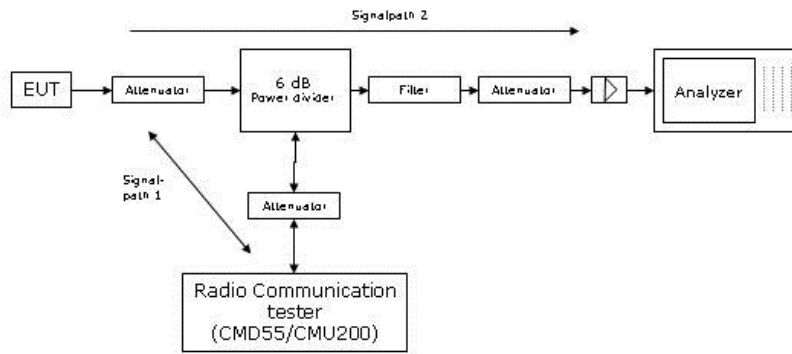 Signalpath 2
EUT
Attenuator
6 dB
Power divider
Filter
Attenuator
Analyzer
Signal-
path 1
Attenuator
Radio Communication
tester
(CMD55/CMU200)